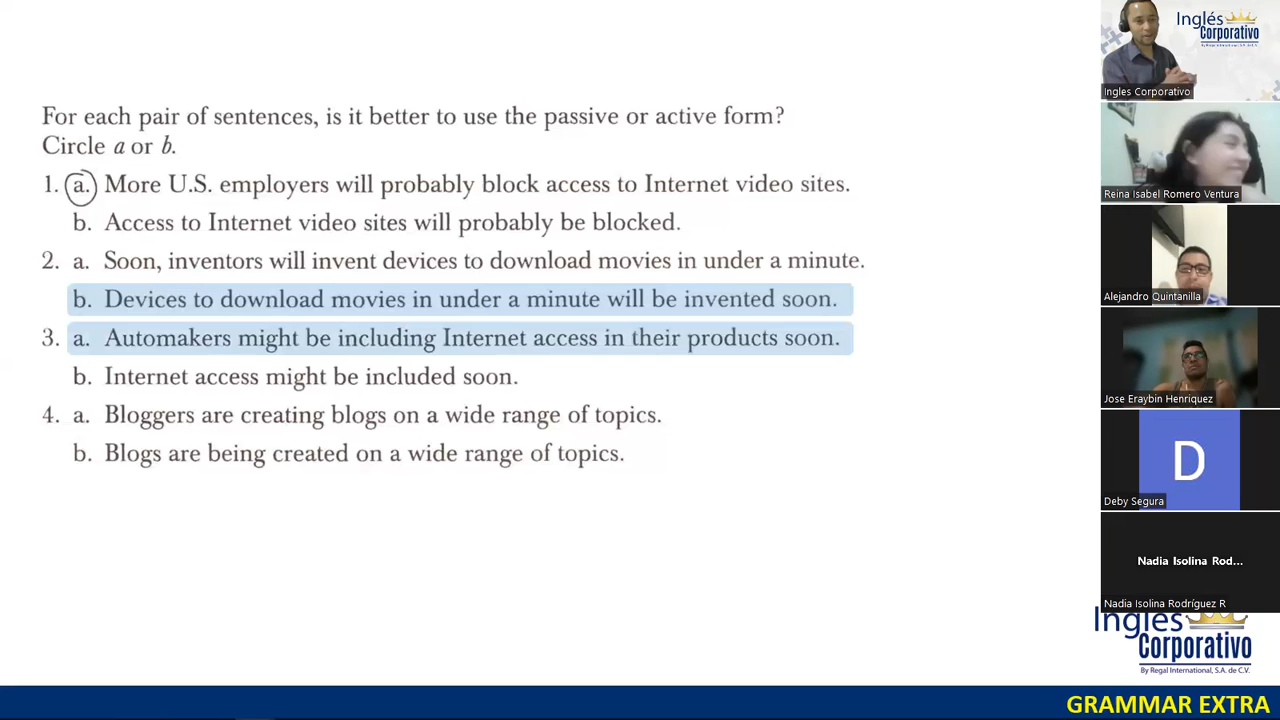 For each pair of sentences, is it better to use the passive or active form?
Circle a or b.
1. a. More U.S. employers will probably block access to Internet video sites.
b. Access to Internet video sites will probably be blocked.
2. a. Soon, inventors will invent devices to download movies in under a minute.
b. Devices to download movies in under a minute will be invented soon.
3. a. Automakers might be including Internet access in their products soon.
b. Internet access might be included soon.
4. a. Bloggers are creating blogs on a wide range of topics.
b. Blogs are being created on a wide range of topics.
Inglés
Corporativo
By Regal International, S.A. de C.V.
Ingles Corporativo
Reina Isabel Romero Ventura
Alejandro Quintanilla
Jose Eraybin Henriquez
D
Deby Segura
Nadia Isolina Rod...
Nadia Isolina Rodríguez R
Inglés
Corporativo
By Regal International, S.A. de C.V.
GRAMMAR EXTRA